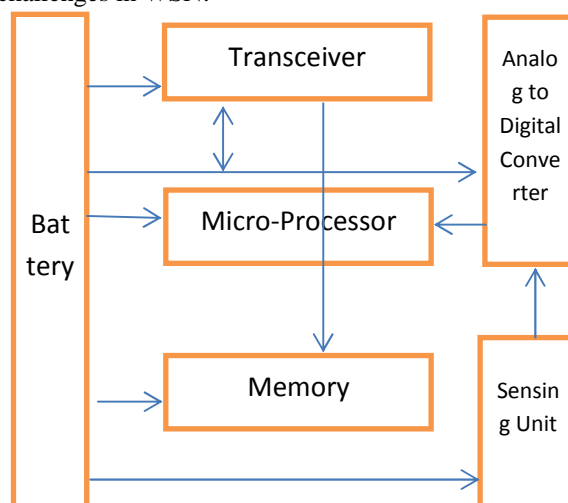 Transceiver
Analo
g to
Digital
Conve
rter
Micro-Processor
Bat
tery
Memory
Sensin
g Unit